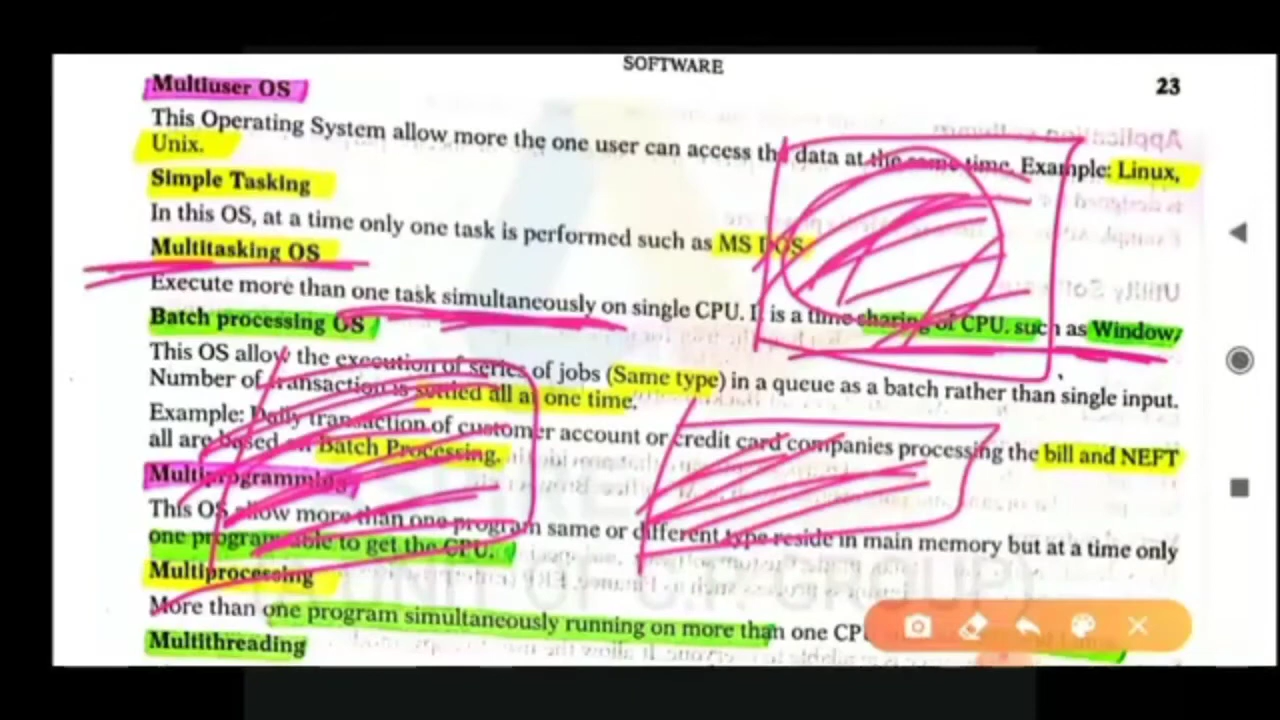 SOFTWARE
23
Multiuser OS
This Operating System allow more the one user can access the data at the same time. Example: Linux,
Unix.
Simple Tasking
In this OS, at a time only one task is performed such as MS DOS
Multitasking OS
Execute more than one task simultaneously on single CPU. It is a time sharing of CPU. such as Window,
Batch processing OS
This OS allow the execution of series of jobs (Same type) in a queue as a batch rather than single input.
Number of transaction is settled all at one time.
Example: Daily transaction of customer account or credit card companies processing the bill and NEFT
all are based on Batch Processing.
Multiprogramming
This OS allow more than one program same or different type reside in main memory but at a time only
one program able to get the CPU.
Multiprocessing
More than one program simultaneously running on more than one
Multithreading